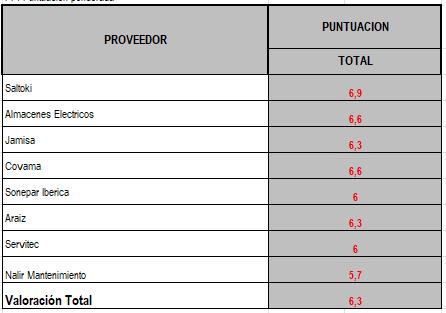 PROVEEDOR PUNTUACION
TOTAL
Saltoki 6,9
Almacenes Electricos 6,6
Jamisa 6,3
Covama 6,6
Sonepar Iberica 6
Araiz 6,3
Servitec 6
Nalir Mantenimiento 5,7
Valoración Total 6,3